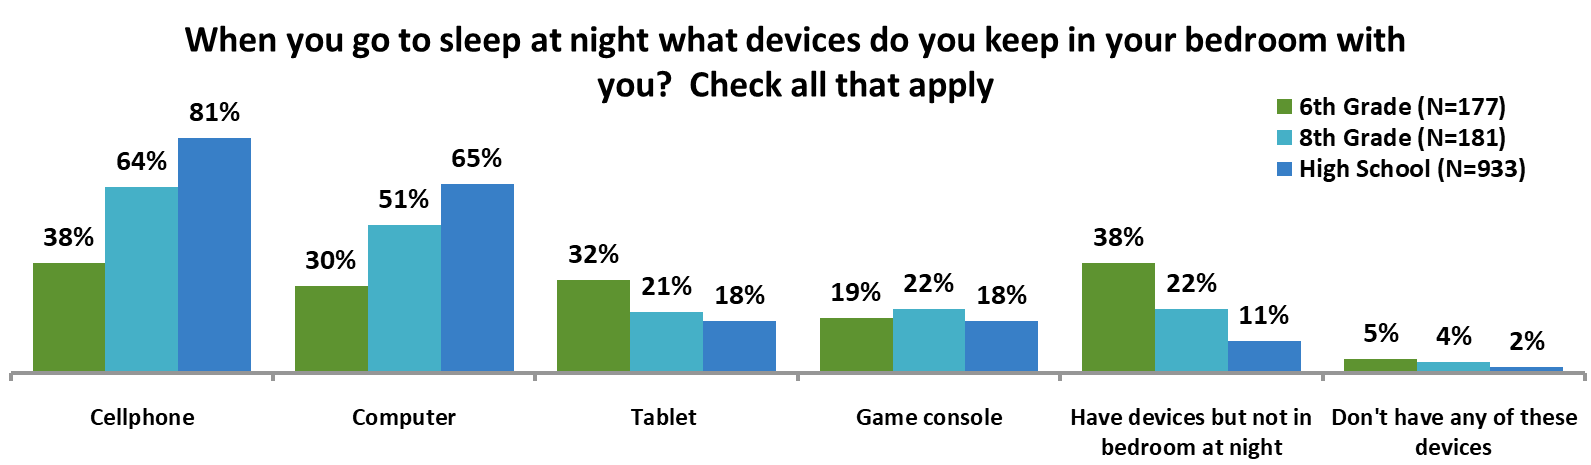 When you go to sleep at night what devices do you keep in your bedroom with
you?  Check all that apply
6th Grade (N=177)
8th Grade (N=181)
High School (N=933)
38%
64%
81%
30%
51%
65%
32%
21%
18%
19%
22%
18%
38%
22%
11%
5%
4%
2%
Cellphone
Computer
Tablet
Game console
Have devices but not in
bedroom at night
Don't have any of these
devices